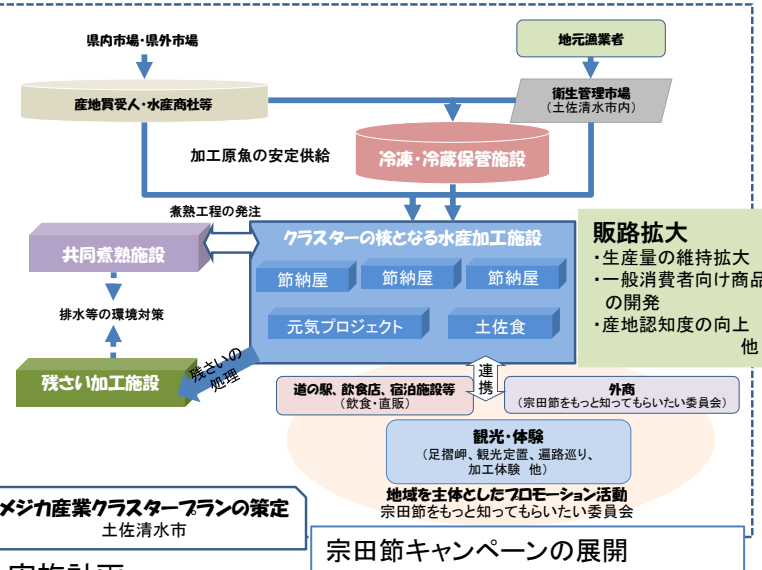 県内市場・県外市場
地元漁業者
産地買受人・水産商社等
衛生管理市場
（土佐清水市内）
加工原魚の安定供給
冷凍・冷蔵保管施設
煮熟工程の発注
共同煮熟施設
クラスターの核となる水産加工施設
節納屋
節納屋
節納屋
元気プロジェクト
土佐食
販路拡大
・生産量の維持拡大
・一般消費者向け商品
の開発
・産地認知度の向上
他
排水等の環境対策
残さい加工施設
残さいの
処理
連携
道の駅、飲食店、宿泊施設等
（飲食・直販）
外商
（宗田節をもっと知ってもらいたい委員会）
観光・体験
（足摺岬、観光定置、遍路巡り、
加工体験 他）
地域を主体としたプロモーション活動
宗田節をもっと知ってもらいたい委員会
メジカ産業クラスタープランの策定
土佐清水市
宗田節キャンペーンの展開